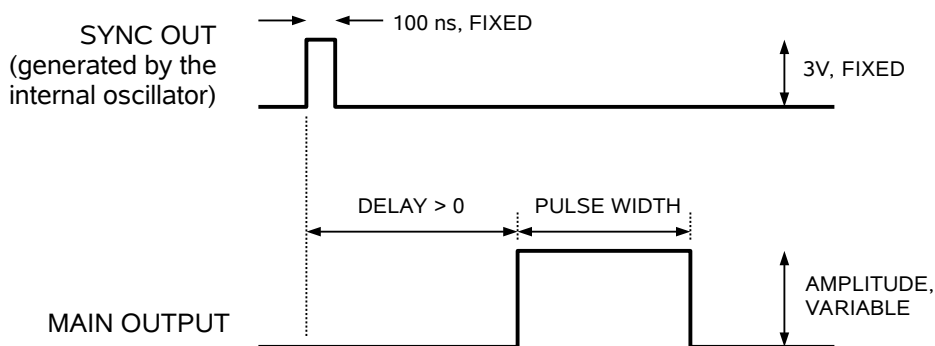 SYNC OUT
(generated by the
internal oscillator)
100 ns, FIXED
3V, FIXED
DELAY > 0
PULSE WIDTH
AMPLITUDE,
VARIABLE
MAIN OUTPUT